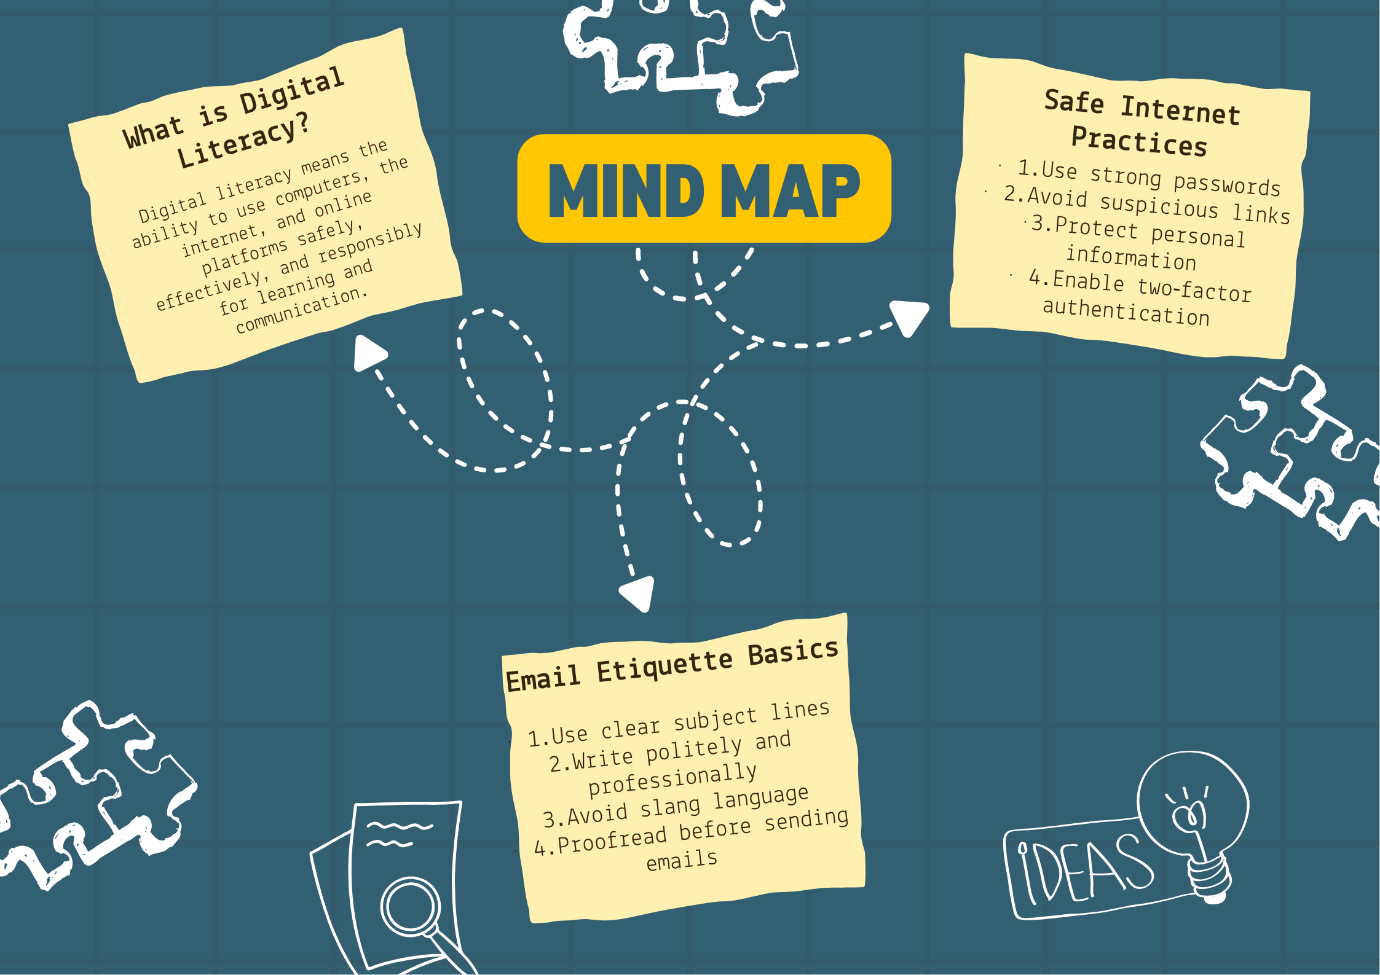 MIND MAP
What is Digital
Literacy?
Digital literacy means the
ability to use computers, the
internet, and online
platforms safely,
effectively, and responsibly
for learning and
communication.
Safe Internet
Practices
· 1.Use strong passwords
· 2.Avoid suspicious links
· 3.Protect personal
information
· 4.Enable two-factor
authentication
Email Etiquette Basics
1.Use clear subject lines
2.Write politely and
professionally
3.Avoid slang language
4.Proofread before sending
emails
iDEAS